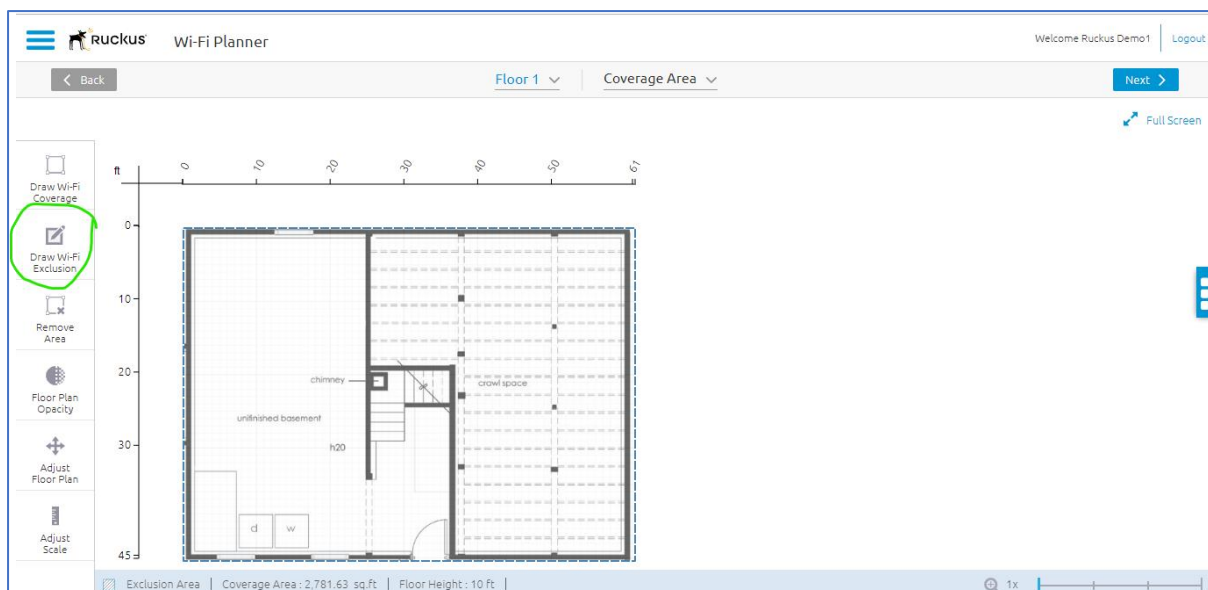 Ruckus Wi-Fi Planner Welcome Ruckus Demo1 Logout
Back Floor 1 Coverage Area Next
Full Screen
Draw Wi-Fi
Coverage
Draw Wi-Fi
Exclusion
Remove
Area
Floor Plan
Opacity
Adjust
Floor Plan
Adjust
Scale
ft 0 10 20 30 40 50 61
0
10
20
30
45
chimney
up
crawl space
unifinished basement
h20
d w
Exclusion Area | Coverage Area : 2,781.63 sq.ft | Floor Height : 10 ft | 1x